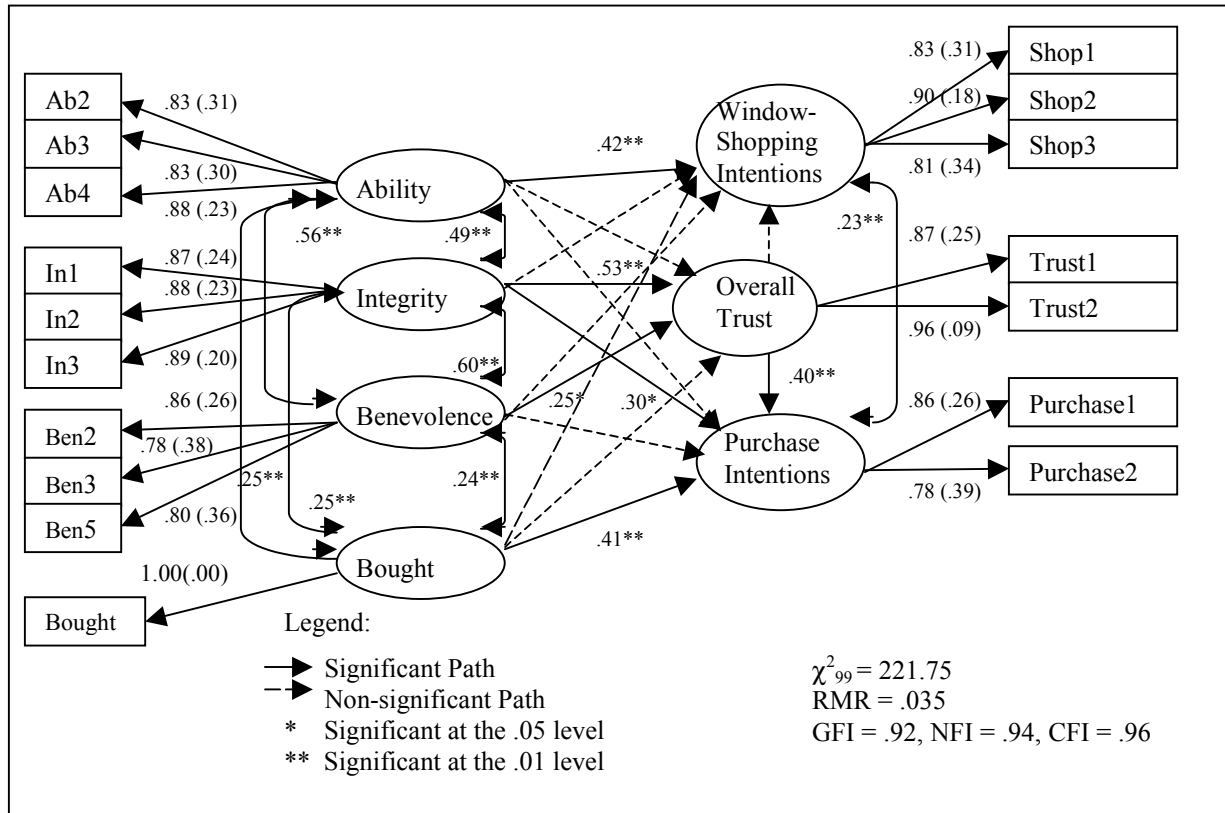 .83 (.31)
Shop1
Ab2
.83 (.31)
.90 (.18)
Shop2
Window-
Shopping
Intentions
Ab3
.42**
Shop3
.83 (.30)
.81 (.34)
Ab4
Ability
.88 (.23)
.56**
.49**
.23**
.87 (.25)
.87 (.24)
In1
.53**
Trust1
.88 (.23)
In2
Integrity
Overall
Trust
Trust2
In3
.89 (.20)
.96 (.09)
.60**
.40**
.86 (.26)
.25*
.30*
.86 (.26)
Purchase1
Ben2
Benevolence
.78 (.38)
Purchase
Intentions
Purchase2
Ben3
.25**
.24**
.78 (.39)
.25**
Ben5
.80 (.36)
.41**
Bought
1.00(.00)
Bought
Legend:
Significant Path
Non-significant Path
* Significant at the .05 level
** Significant at the .01 level
χ²₉₉ = 221.75
RMR = .035
GFI = .92, NFI = .94, CFI = .96